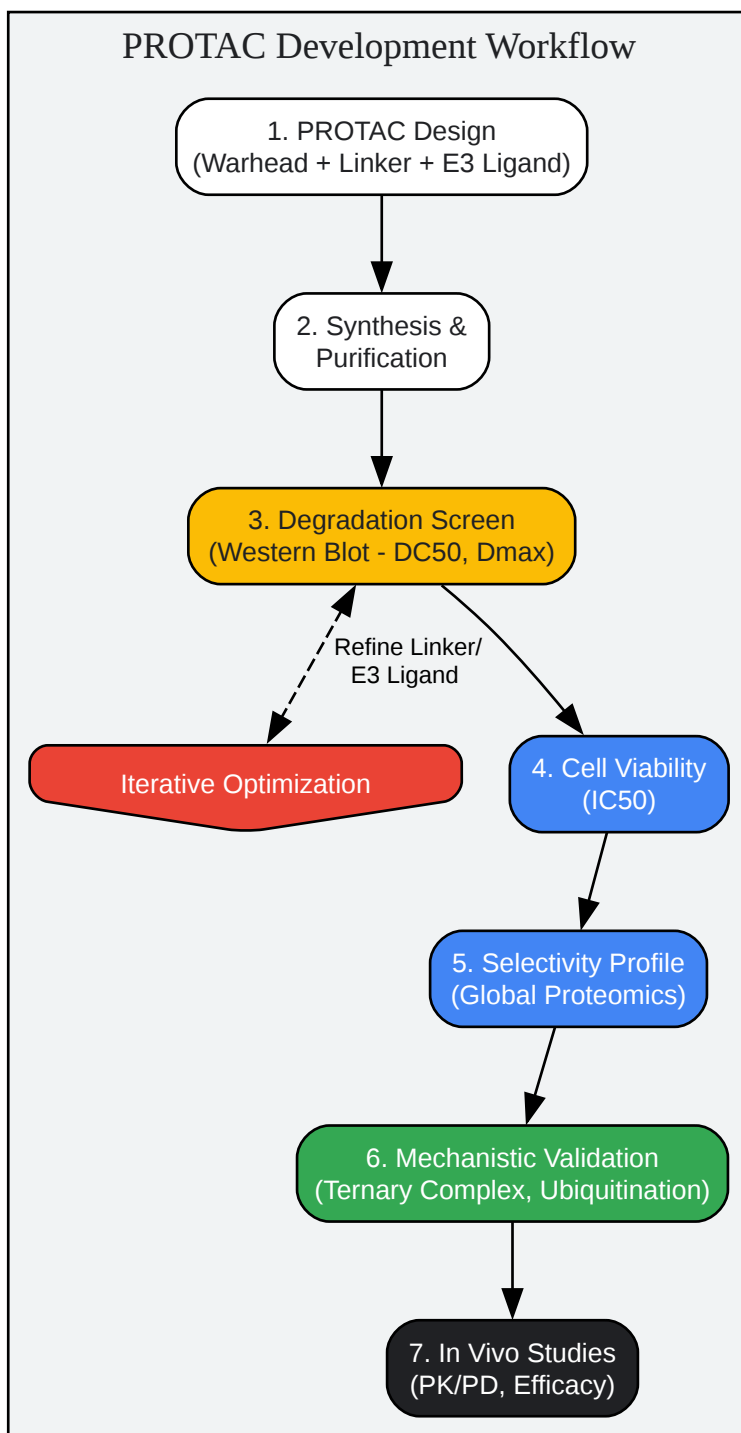 PROTAC Development Workflow
1. PROTAC Design
(Warhead + Linker + E3 Ligand)
2. Synthesis &
Purification
3. Degradation Screen
(Western Blot - DC50, Dmax)
Refine Linker/
E3 Ligand
Iterative Optimization
4. Cell Viability
(IC50)
5. Selectivity Profile
(Global Proteomics)
6. Mechanistic Validation
(Ternary Complex, Ubiquitination)
7. In Vivo Studies
(PK/PD, Efficacy)